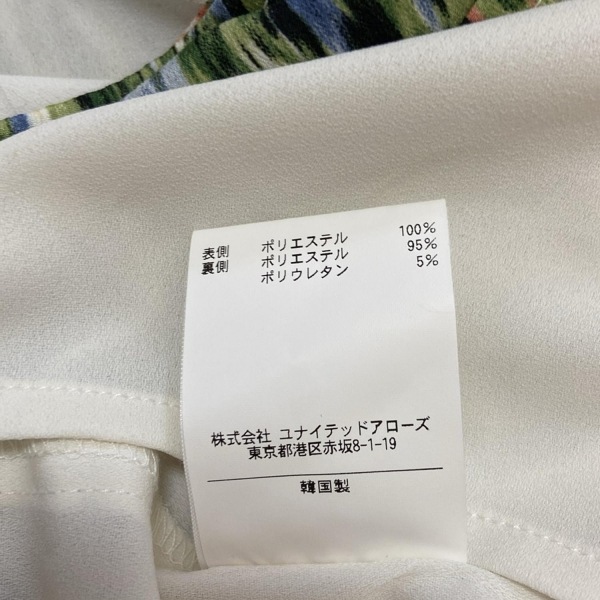 表側 ポリエステル 100%
裏側 ポリエステル 95%
ポリウレタン 5%
株式会社 ユナイテッドアローズ
東京都港区赤坂8-1-19
韓国製